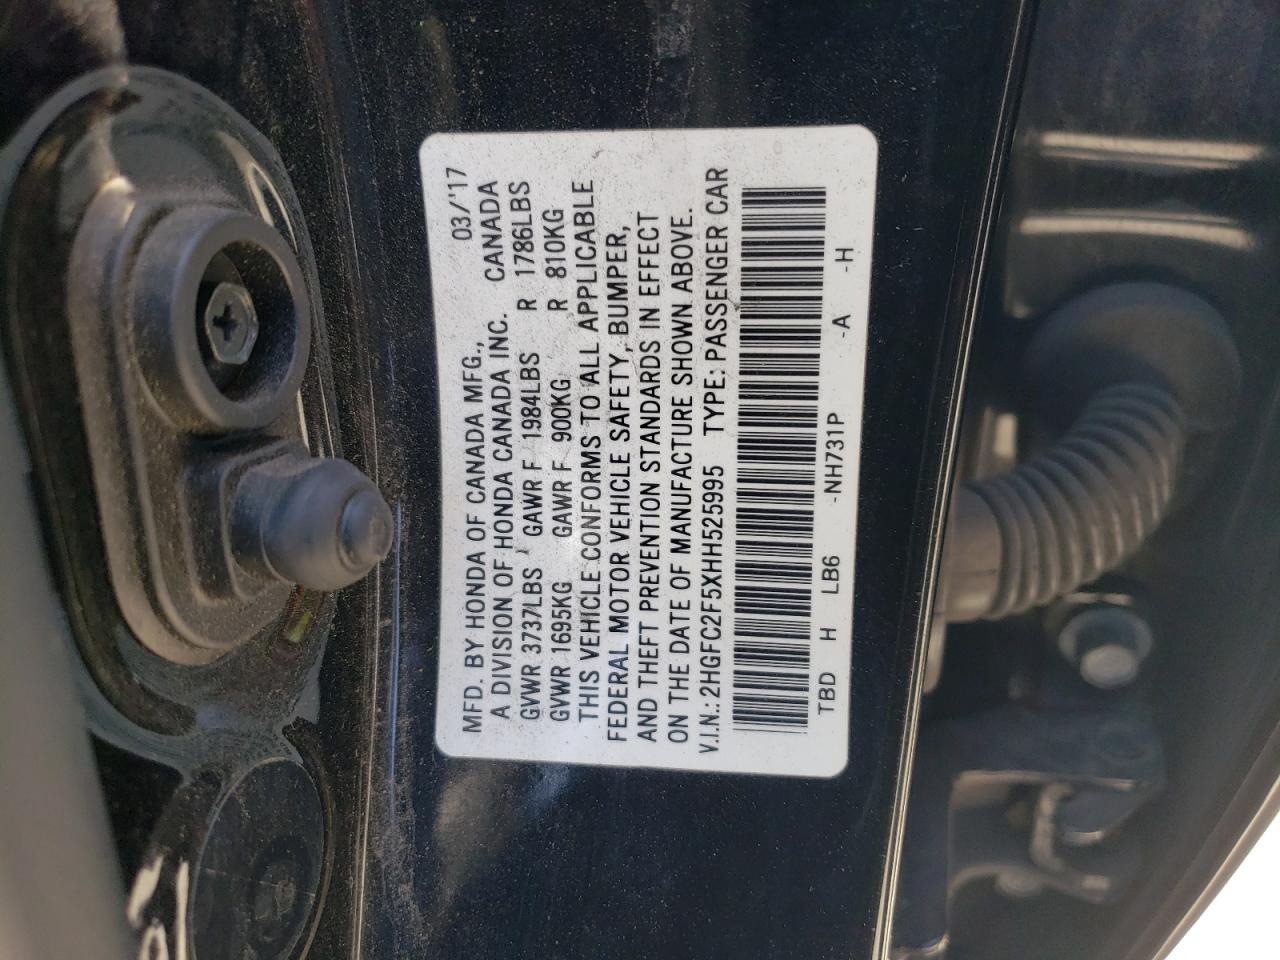 MFD. BY HONDA OF CANADA MFG., 03/'17
A DIVISION OF HONDA CANADA INC. CANADA
GVWR 3737LBS GAWR F 1984LBS R 1786LBS
GVWR 1695KG GAWR F 900KG R 810KG
THIS VEHICLE CONFORMS TO ALL APPLICABLE
FEDERAL MOTOR VEHICLE SAFETY, BUMPER,
AND THEFT PREVENTION STANDARDS IN EFFECT
ON THE DATE OF MANUFACTURE SHOWN ABOVE.
V.I.N.: 2HGFC2F5XHH525995 TYPE: PASSENGER CAR
TBD H LB6 -NH731P -A -H